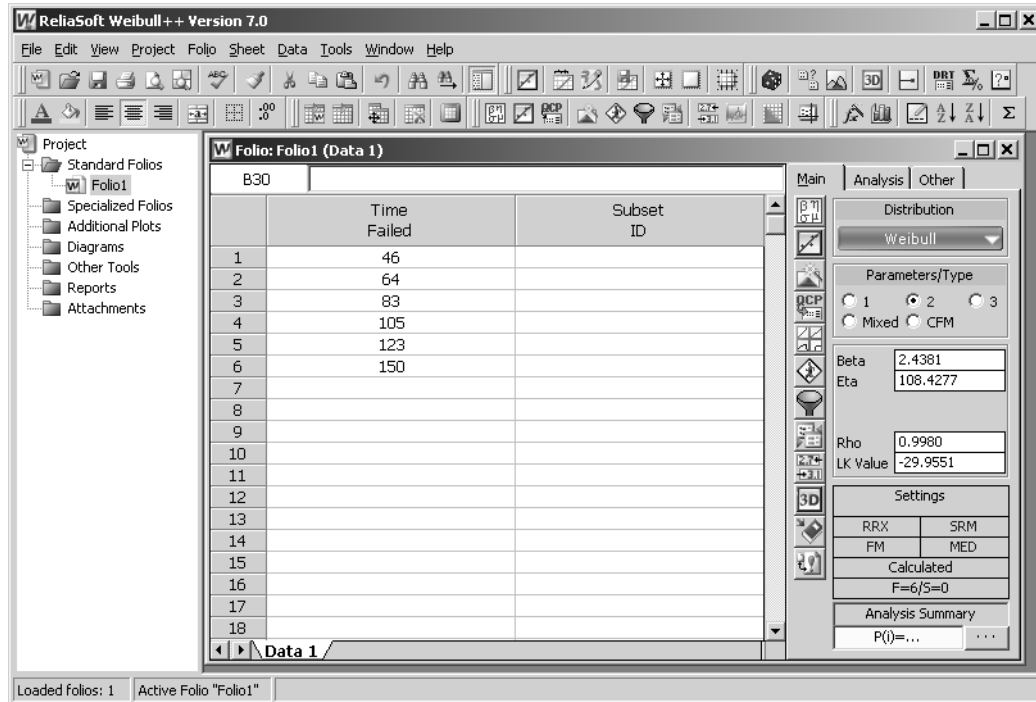 ReliaSoft Weibull++ Version 7.0
File Edit View Project Folio Sheet Data Tools Window Help
Project
Standard Folios
Folio1
Specialized Folios
Additional Plots
Diagrams
Other Tools
Reports
Attachments
Folio: Folio1 (Data 1)
B30
Time Failed Subset ID
1 46
2 64
3 83
4 105
5 123
6 150
7
8
9
10
11
12
13
14
15
16
17
18
Data 1
Main Analysis Other
Distribution
Weibull
Parameters/Type
1 2 3
Mixed CFM
Beta 2.4381
Eta 108.4277
Rho 0.9980
LK Value -29.9551
Settings
RRX SRM
FM MED
Calculated
F=6/S=0
Analysis Summary
P(i)=... ...
Loaded folios: 1 Active Folio "Folio1"